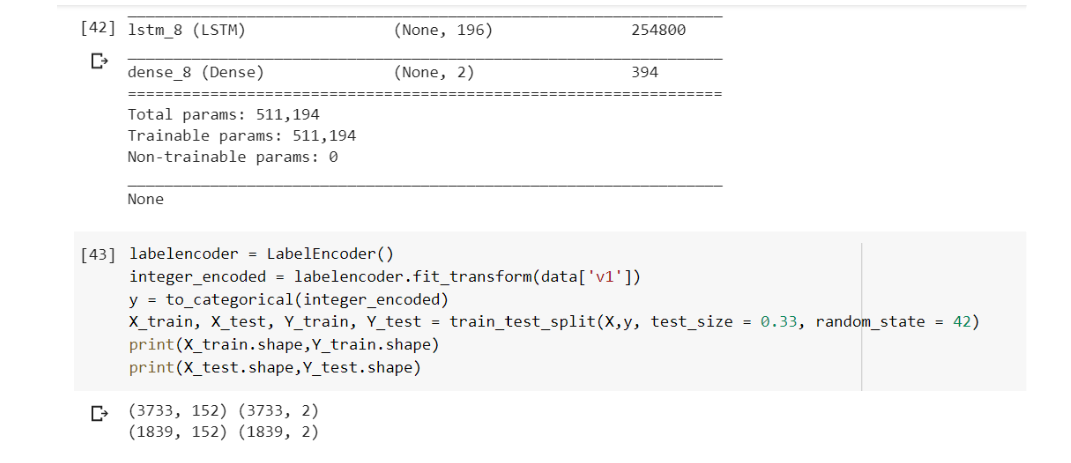 [42] lstm_8 (LSTM) (None, 196) 254800
dense_8 (Dense) (None, 2) 394
=================================================================
Total params: 511,194
Trainable params: 511,194
Non-trainable params: 0
None
[43] labelencoder = LabelEncoder()
integer_encoded = labelencoder.fit_transform(data['v1'])
y = to_categorical(integer_encoded)
X_train, X_test, Y_train, Y_test = train_test_split(X,y, test_size = 0.33, random_state = 42)
print(X_train.shape,Y_train.shape)
print(X_test.shape,Y_test.shape)
(3733, 152) (3733, 2)
(1839, 152) (1839, 2)